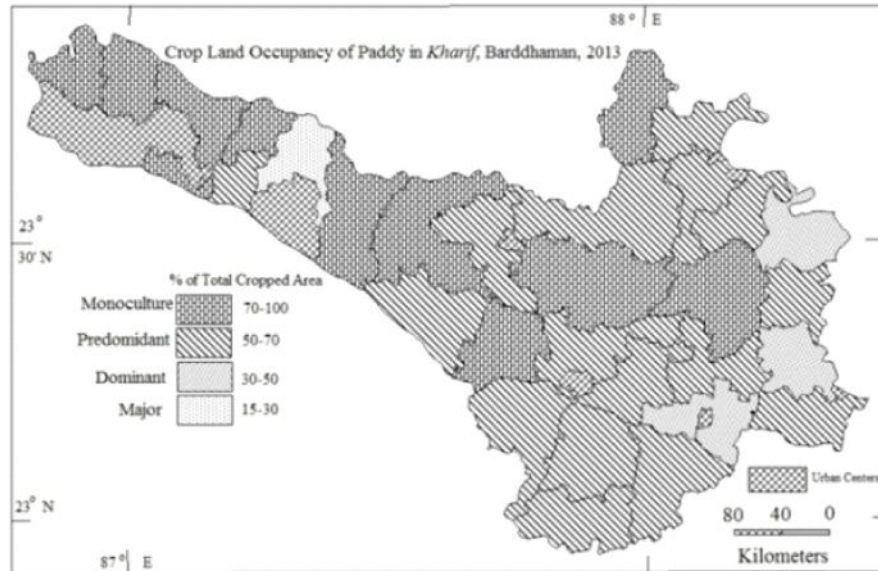 88 ° E
Crop Land Occupancy of Paddy in Kharif, Barddhaman, 2013
23°
30' N
% of Total Cropped Area
Monoculture 70-100
Predomidant 50-70
Dominant 30-50
Major 15-30
Urban Centers
23° N
80 40 0
Kilometers
87 ° E